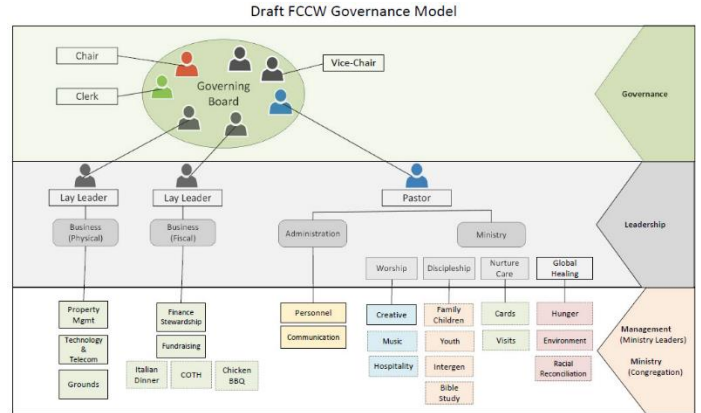 Draft FCCW Governance Model
Chair
Vice-Chair
Clerk
Governing
Board
Governance
Lay Leader
Lay Leader
Pastor
Business
(Physical)
Business
(Fiscal)
Administration
Ministry
Leadership
Worship
Discipleship
Nurture
Care
Global
Healing
Property
Mgmt
Technology
&
Telecom
Grounds
Finance
Stewardship
Fundraising
Italian
Dinner
COTH
Chicken
BBQ
Personnel
Communication
Creative
Music
Hospitality
Family
Children
Youth
Intergen
Bible
Study
Cards
Visits
Hunger
Environment
Racial
Reconciliation
Management
(Ministry Leaders)
Ministry
(Congregation)